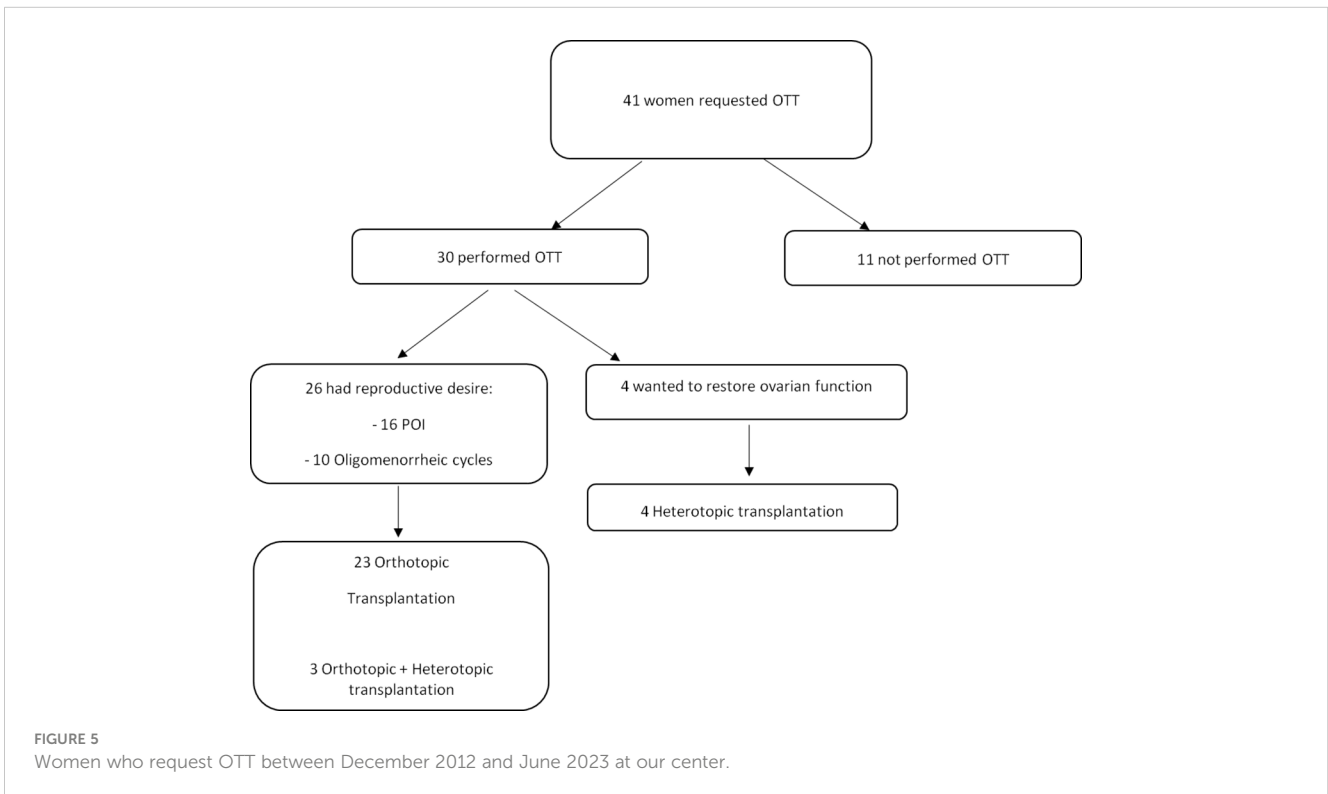 41 women requested OTT
30 performed OTT
11 not performed OTT
26 had reproductive desire:
- 16 POI
- 10 Oligomenorrheic cycles
4 wanted to restore ovarian function
4 Heterotopic transplantation
23 Orthotopic
Transplantation
3 Orthotopic + Heterotopic
transplantation
FIGURE 5
Women who request OTT between December 2012 and June 2023 at our center.